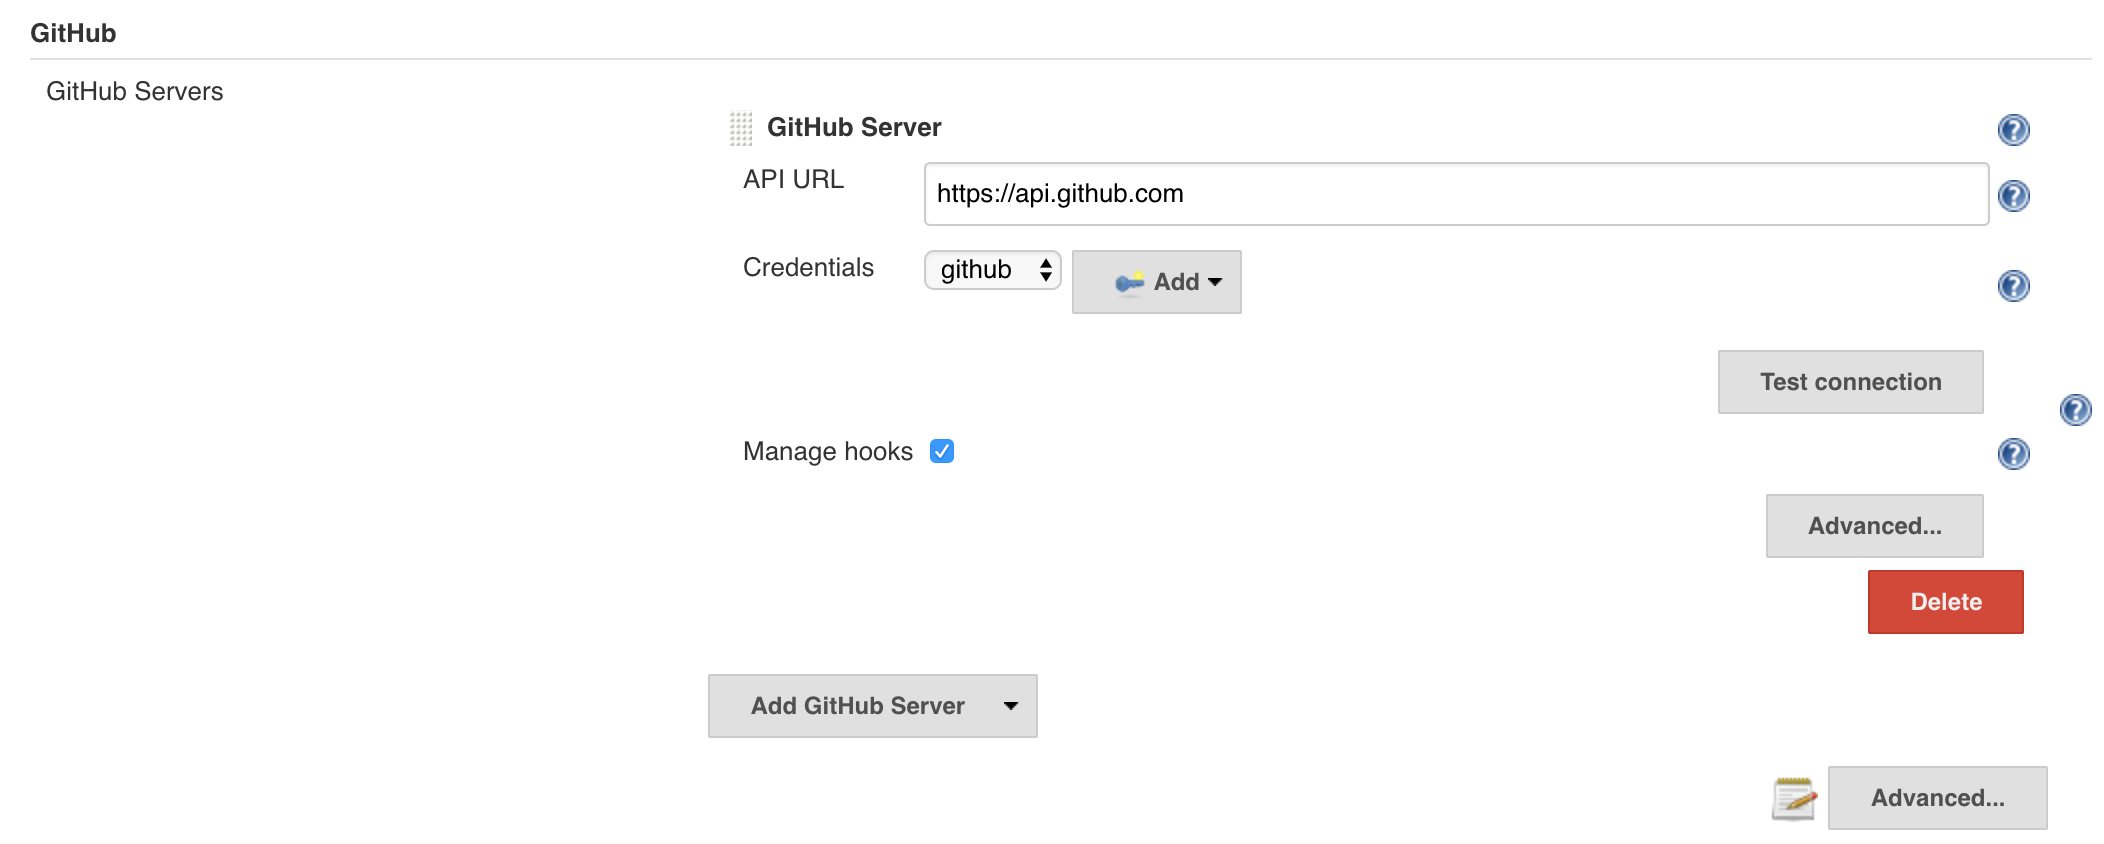 GitHub
GitHub Servers
GitHub Server
API URL
https://api.github.com
Credentials
github
Add
Test connection
Manage hooks
Advanced...
Delete
Add GitHub Server
Advanced...